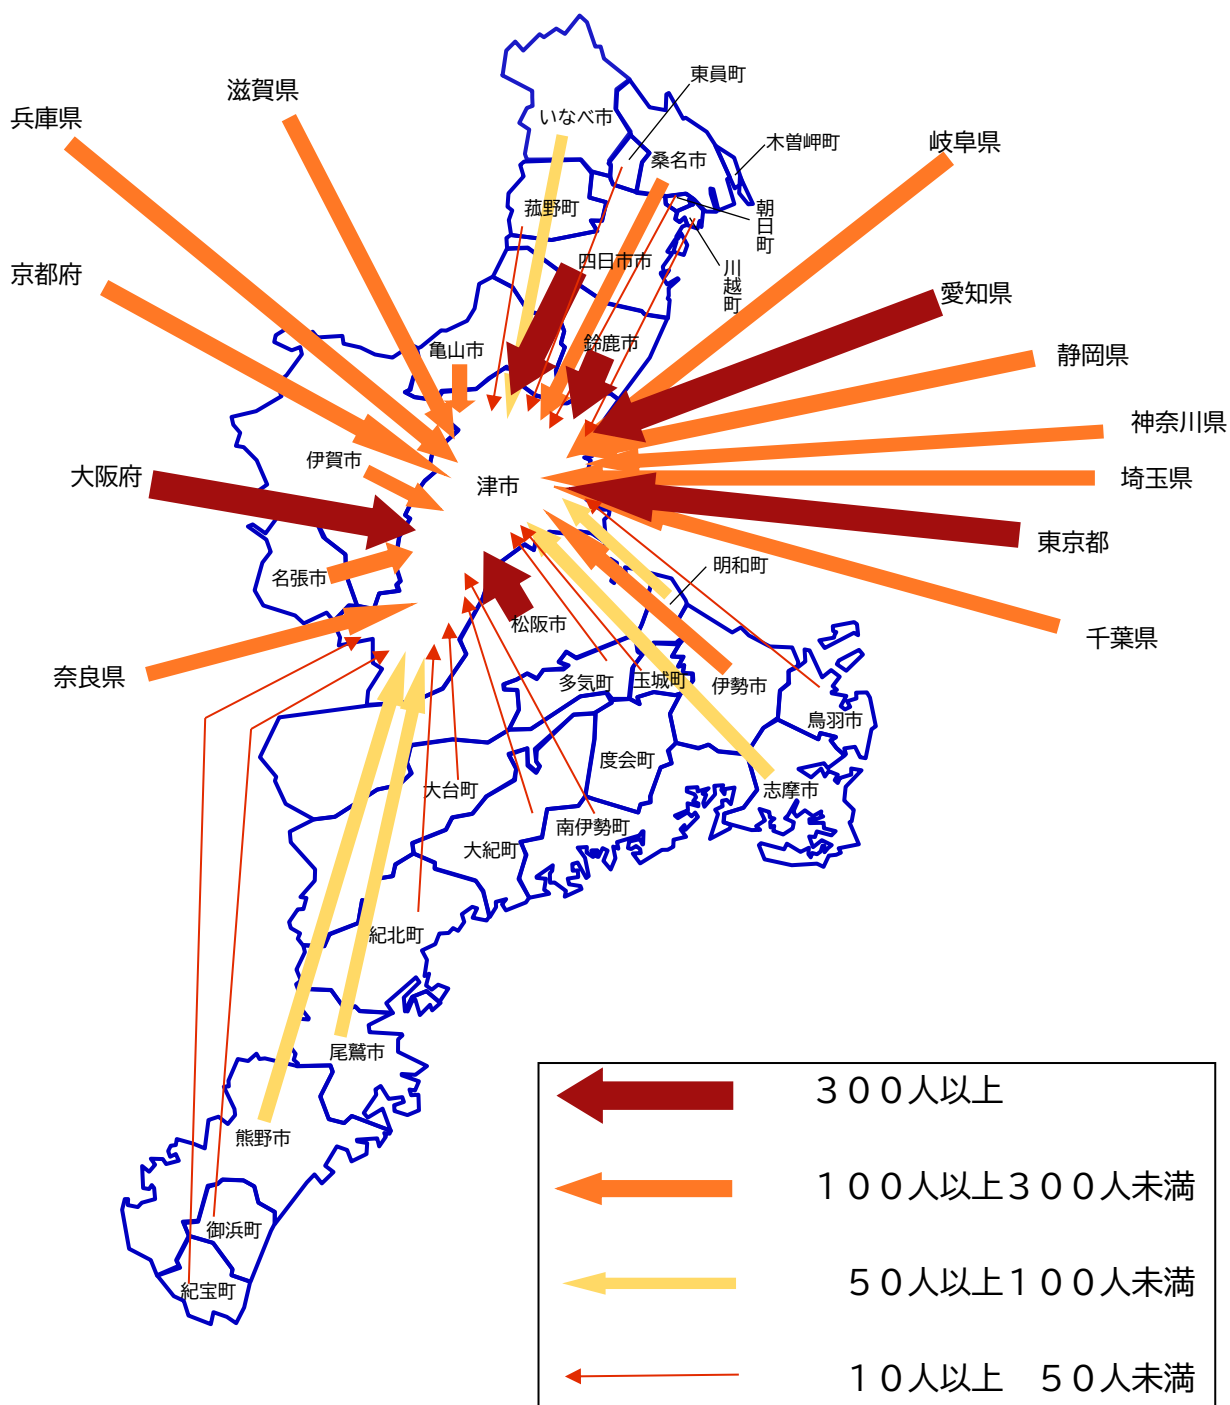 東員町
滋賀県
兵庫県
いなべ市
木曽岬町
岐阜県
桑名市
菰野町
朝日町
四日市市
川越町
京都府
愛知県
亀山市
鈴鹿市
静岡県
神奈川県
伊賀市
大阪府
津市
埼玉県
東京都
名張市
明和町
松阪市
千葉県
奈良県
多気町
玉城町
伊勢市
鳥羽市
度会町
大台町
志摩市
南伊勢町
大紀町
紀北町
尾鷲市
熊野市
御浜町
紀宝町
３００人以上
１００人以上３００人未満
５０人以上１００人未満
１０人以上　５０人未満